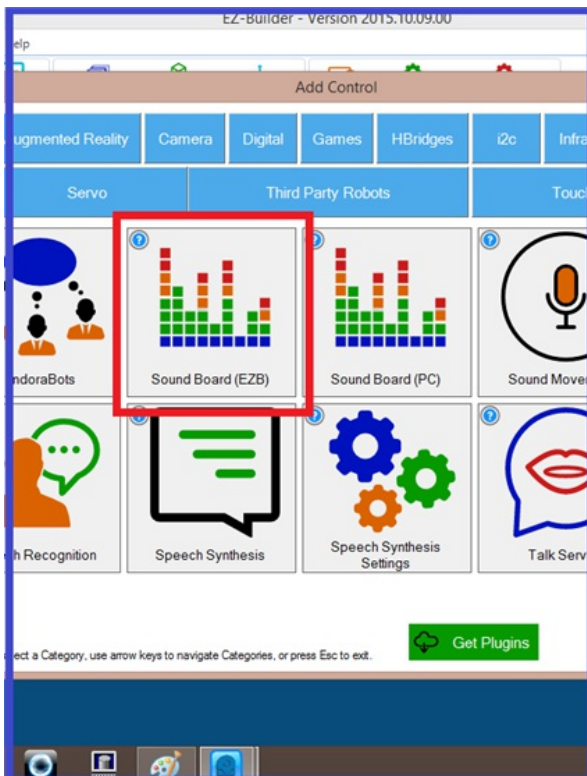 EZ-Builder - Version 2015.10.09.00
elp
Add Control
ugmented Reality Camera Digital Games HBridges i2c Infra
Servo Third Party Robots Touc
ndoraBots Sound Board (EZB) Sound Board (PC) Sound Movem
h Recognition Speech Synthesis Speech Synthesis Talk Serv
Settings
ect a Category, use arrow keys to navigate Categories, or press Esc to exit.
Get Plugins